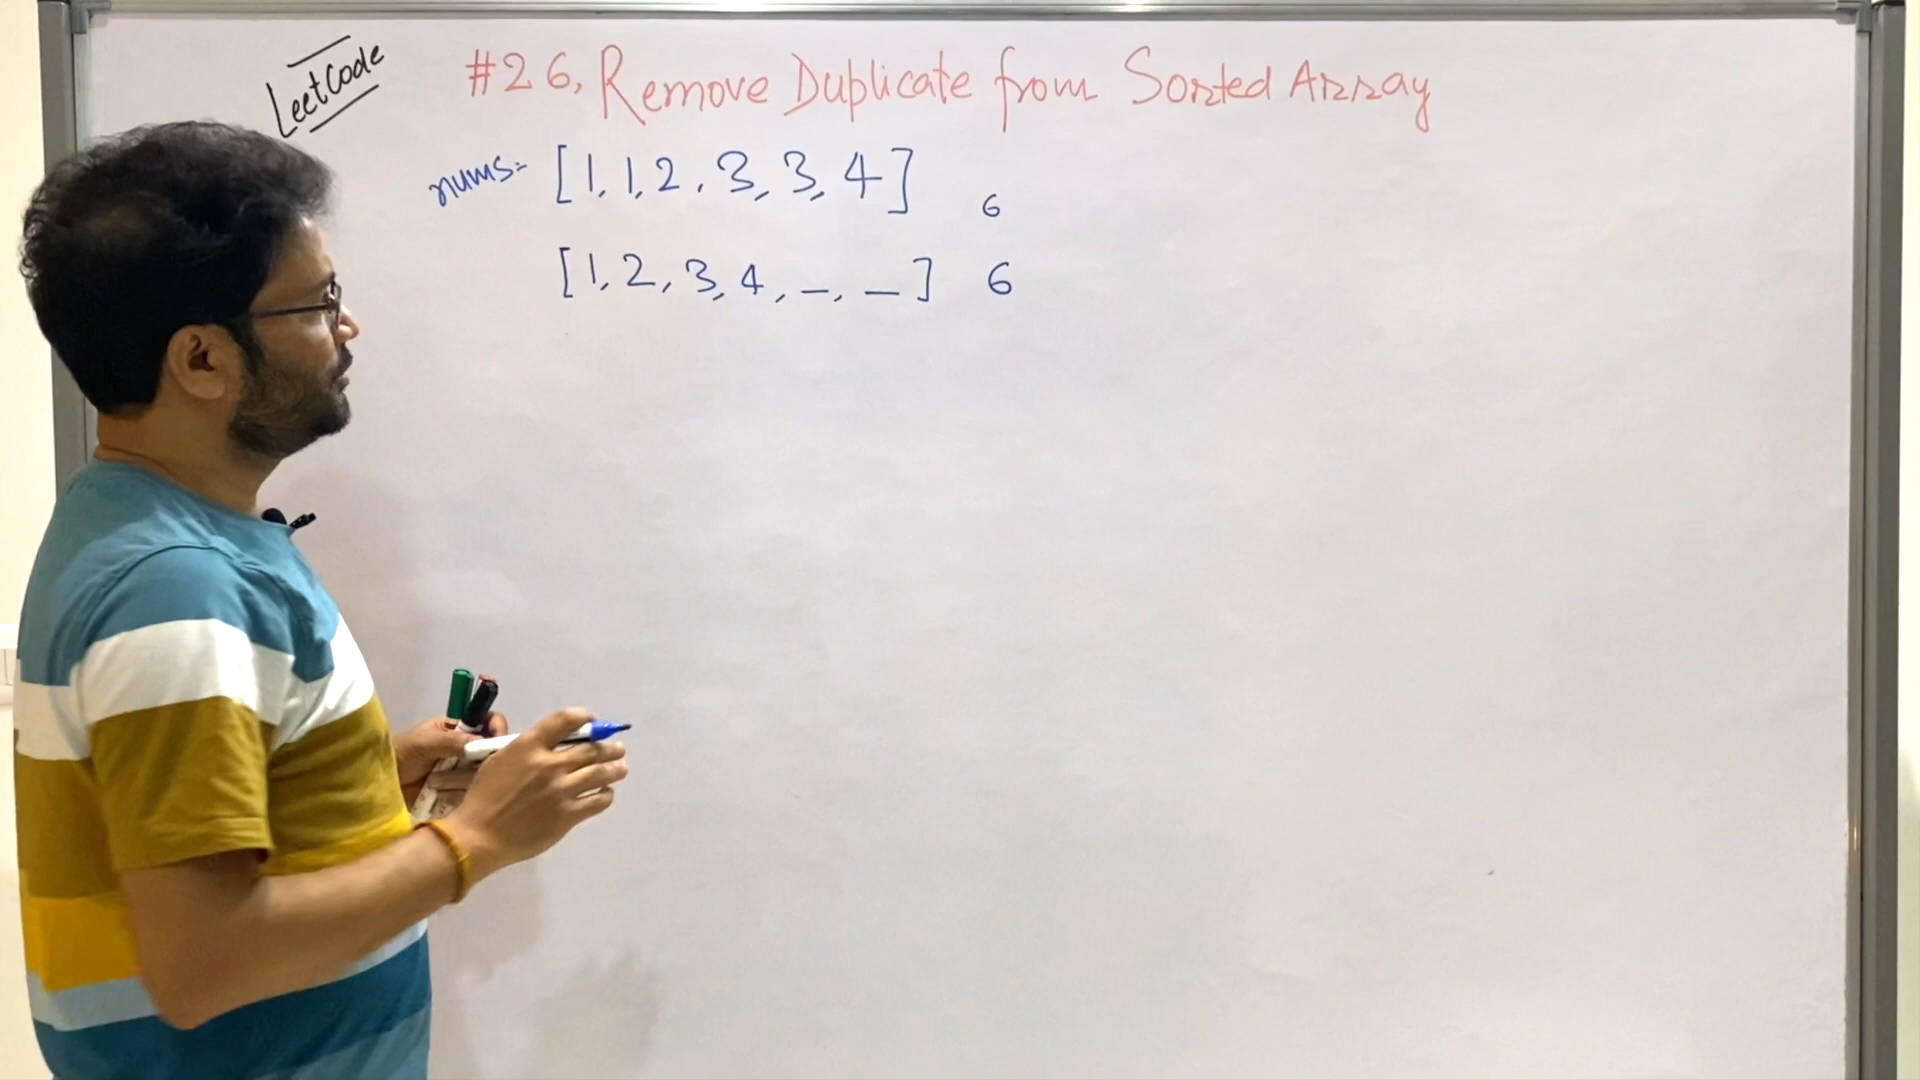 LeetCode
#26, Remove Duplicate from Sorted Array
nums= [1, 1, 2, 3, 3, 4] 6
[1, 2, 3, 4, _, _] 6